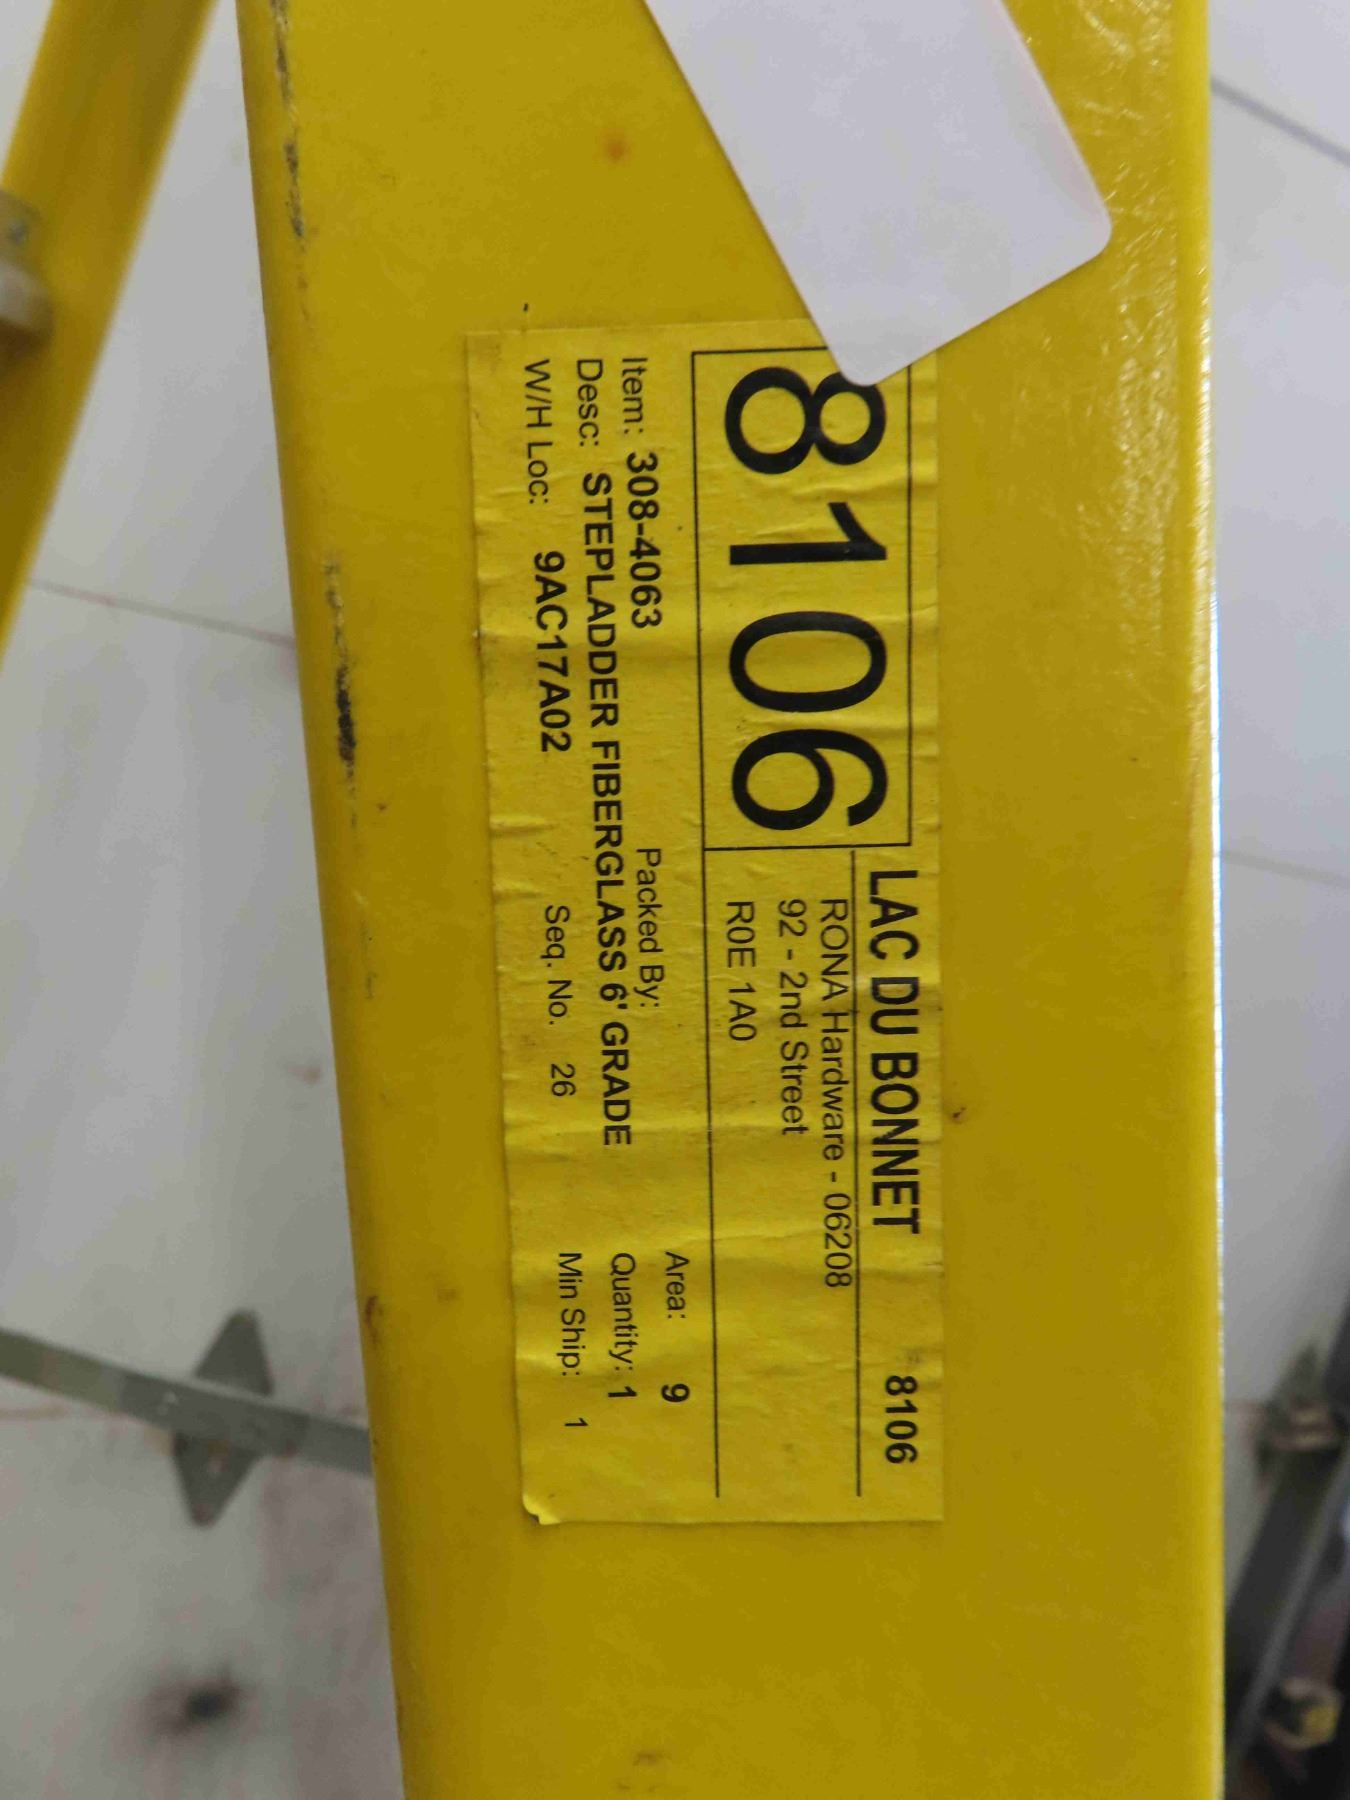 8106
LAC DU BONNET 8106
RONA Hardware - 06208
92 - 2nd Street
R0E 1A0
Item: 308-4063 Packed By: Area: 9
Desc: STEPLADDER FIBERGLASS 6' GRADE Quantity: 1
W/H Loc: 9AC17A02 Seq. No. 26 Min Ship: 1